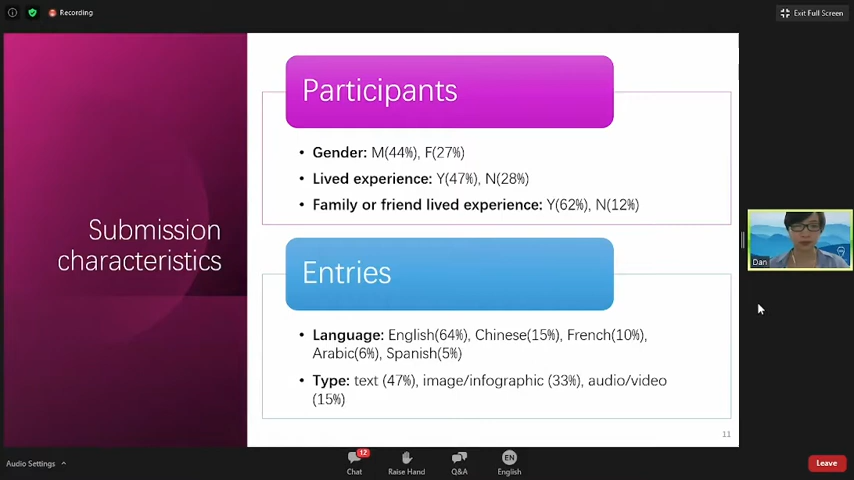 Recording
Exit Full Screen
Participants
• Gender: M(44%), F(27%)
• Lived experience: Y(47%), N(28%)
• Family or friend lived experience: Y(62%), N(12%)
Submission
characteristics
Entries
• Language: English(64%), Chinese(15%), French(10%),
Arabic(6%), Spanish(5%)
• Type: text (47%), image/infographic (33%), audio/video
(15%)
11
Dan
Audio Settings
12
Chat
Raise Hand
Q&A
EN
English
Leave